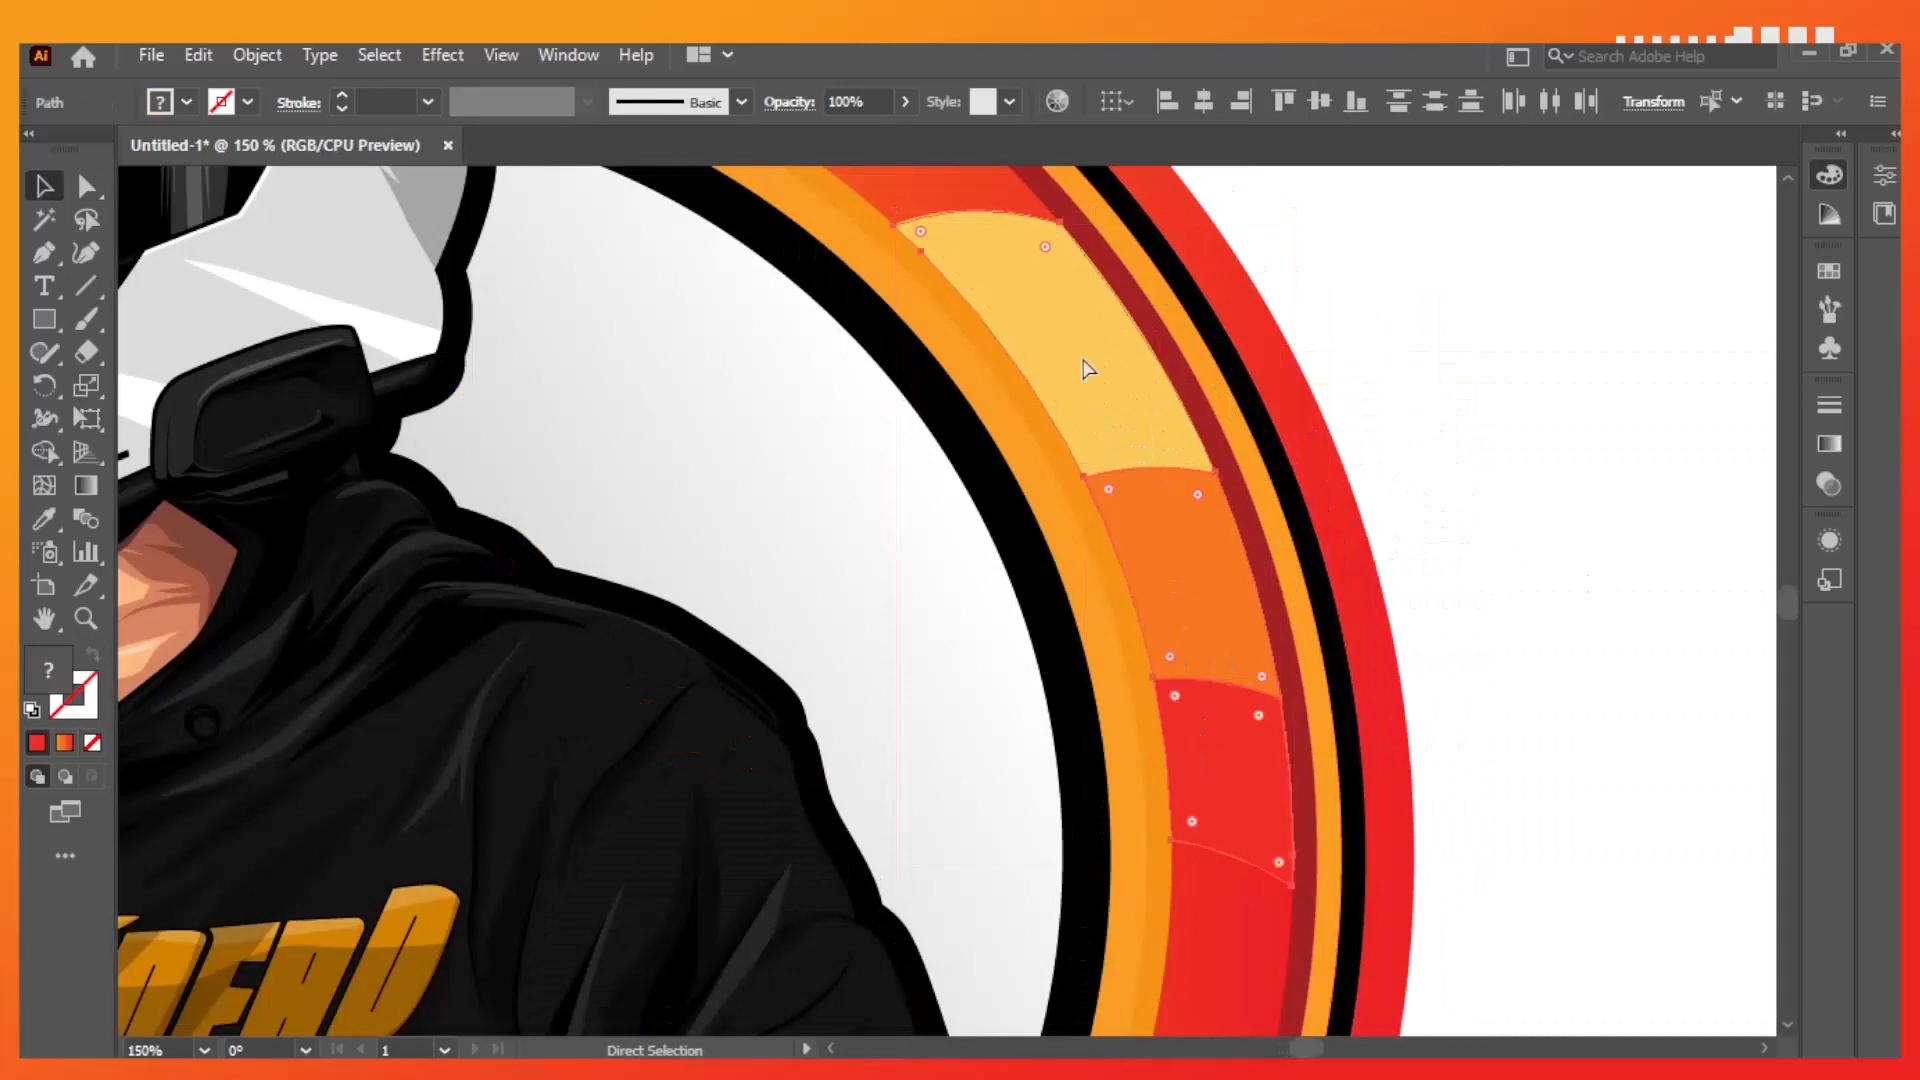 Ai File Edit Object Type Select Effect View Window Help Search Adobe Help
Path ? Stroke: Basic Opacity: 100% Style: Transform
Untitled-1* @ 150 % (RGB/CPU Preview)
?
150% 0° 1 Direct Selection